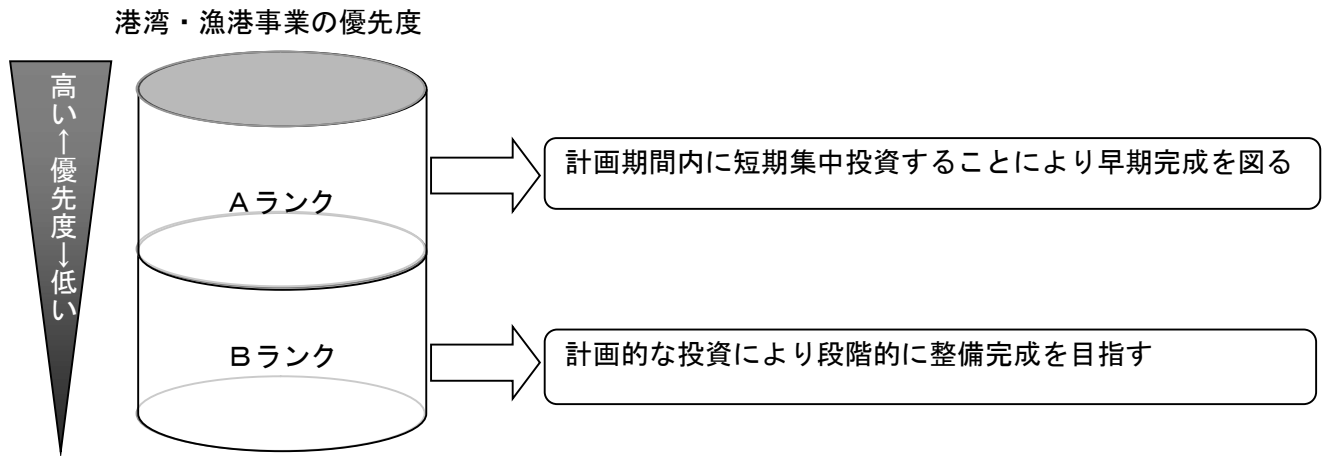 港湾・漁港事業の優先度
高い←優先度→低い
Aランク
計画期間内に短期集中投資することにより早期完成を図る
Bランク
計画的な投資により段階的に整備完成を目指す